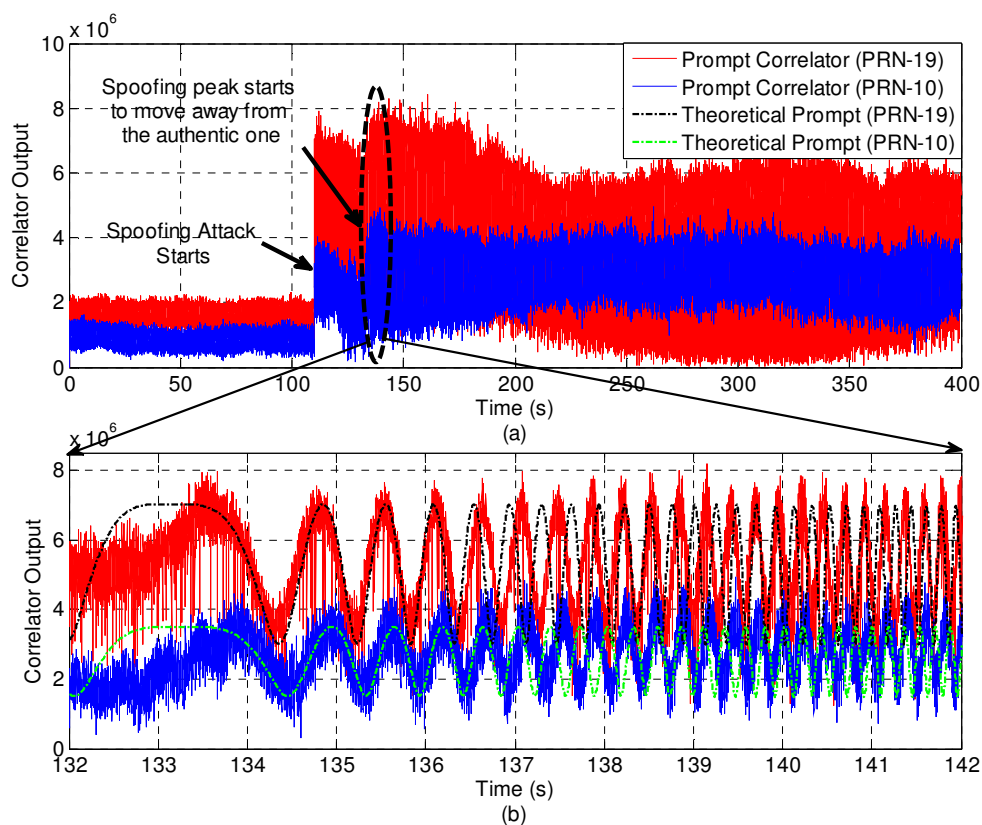 x 10^6
10
8
6
4
2
0
Correlator Output
Spoofing peak starts
to move away from
the authentic one
Spoofing Attack
Starts
Prompt Correlator (PRN-19)
Prompt Correlator (PRN-10)
Theoretical Prompt (PRN-19)
Theoretical Prompt (PRN-10)
0 50 100 150 200 250 300 350 400
Time (s)
(a)
x 10^6
8
6
4
2
0
Correlator Output
132 133 134 135 136 137 138 139 140 141 142
Time (s)
(b)